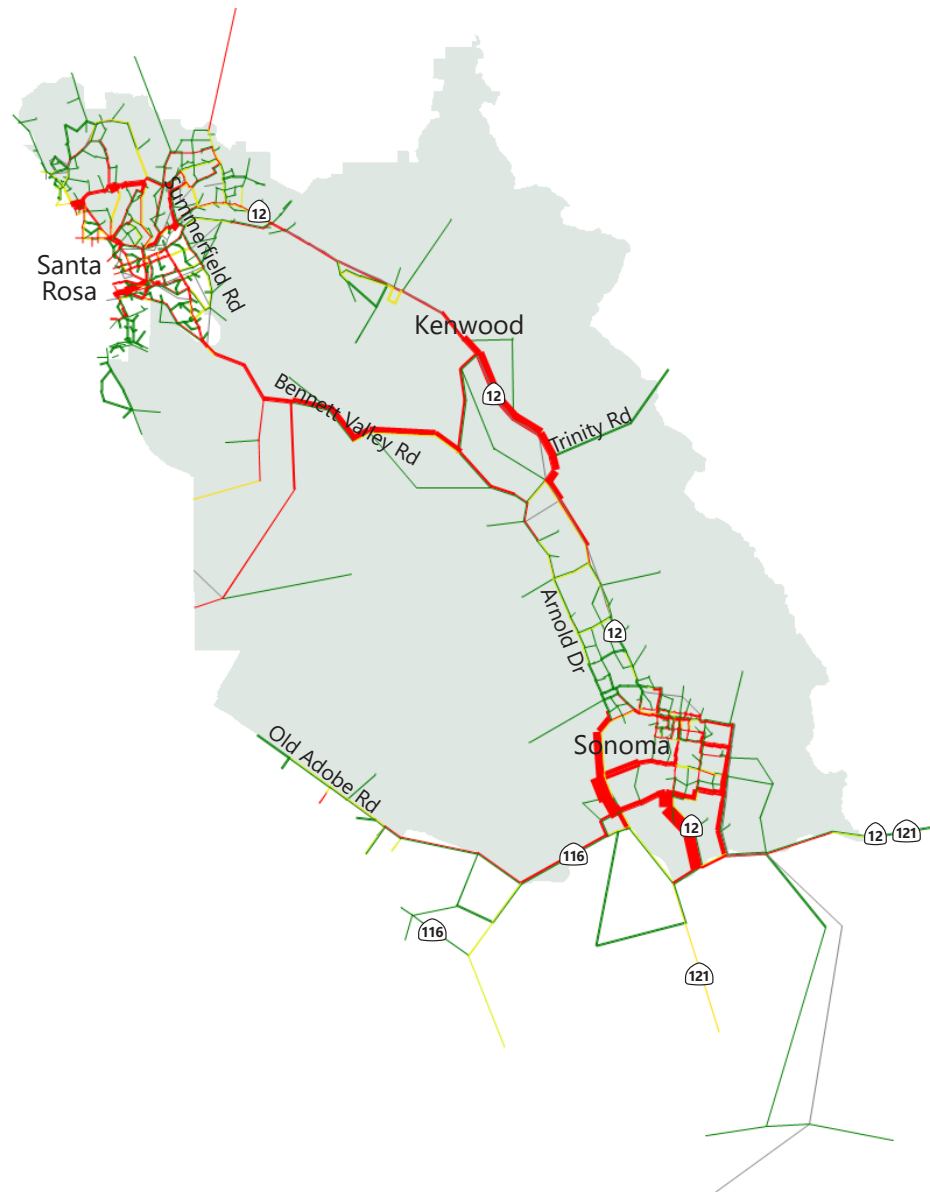 Summerfield Rd
12
Santa
Rosa
Kenwood
12
Bennett Valley Rd
Trinity Rd
Arnold Dr
12
Sonoma
Old Adobe Rd
12
12
121
116
116
121